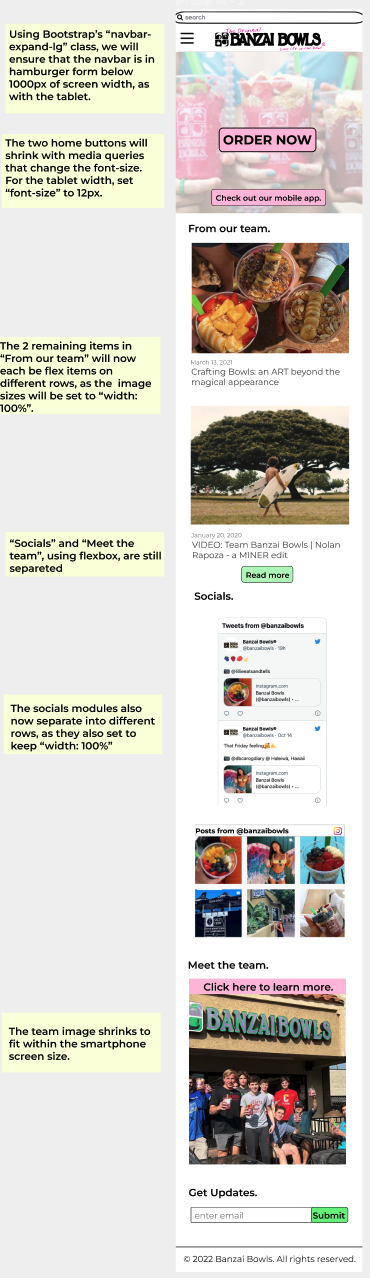 search
Using Bootstrap's “navbar-
expand-lg” class, we will
ensure that the navbar is in
hamburger form below
1000px of screen width, as
with the tablet.
The Original
BANZAI BOWLS
The two home buttons will
shrink with media queries
that change the font-size.
For the tablet width, set
“font-size” to 12px.
ORDER NOW
Check out our mobile app.
From our team.
The 2 remaining items in
“From our team” will now
each be flex items on
different rows, as the  image
sizes will be set to “width:
100%”.
March 13, 2021
Crafting Bowls: an ART beyond the
magical appearance
“Socials” and “Meet the
team”, using flexbox, are still
separeted
January 20, 2020
VIDEO: Team Banzai Bowls | Nolan
Rapoza - a MINER edit
Read more
Socials.
Tweets from @banzaibowls
Banzai Bowls®
@banzaibowls · 19h
@lilleeatsandtells
instagram.com
Banzai Bowls
(@banzaibowls) • ...
The socials modules also
now separate into different
rows, as they also set to
keep “width: 100%”
Banzai Bowls®
@banzaibowls · Oct 14
That Friday feeling
@dbcarogdiary @ Haleiwa, Hawaii
instagram.com
Banzai Bowls
(@banzaibowls) • ...
Posts from @banzaibowls
Meet the team.
Click here to learn more.
BANZAI BOWLS
The team image shrinks to
fit within the smartphone
screen size.
Get Updates.
enter email
Submit
© 2022 Banzai Bowls. All rights reserved.